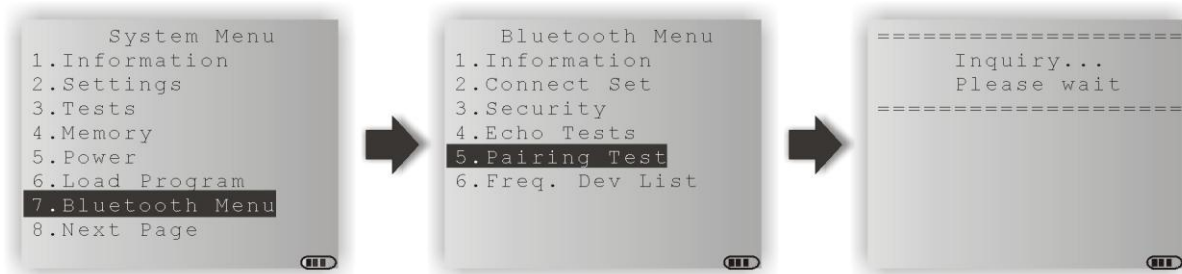 System Menu
1.Information
2.Settings
3.Tests
4.Memory
5.Power
6.Load Program
7.Bluetooth Menu
8.Next Page
Bluetooth Menu
1.Information
2.Connect Set
3.Security
4.Echo Tests
5.Pairing Test
6.Freq. Dev List
====================
Inquiry...
Please wait
====================